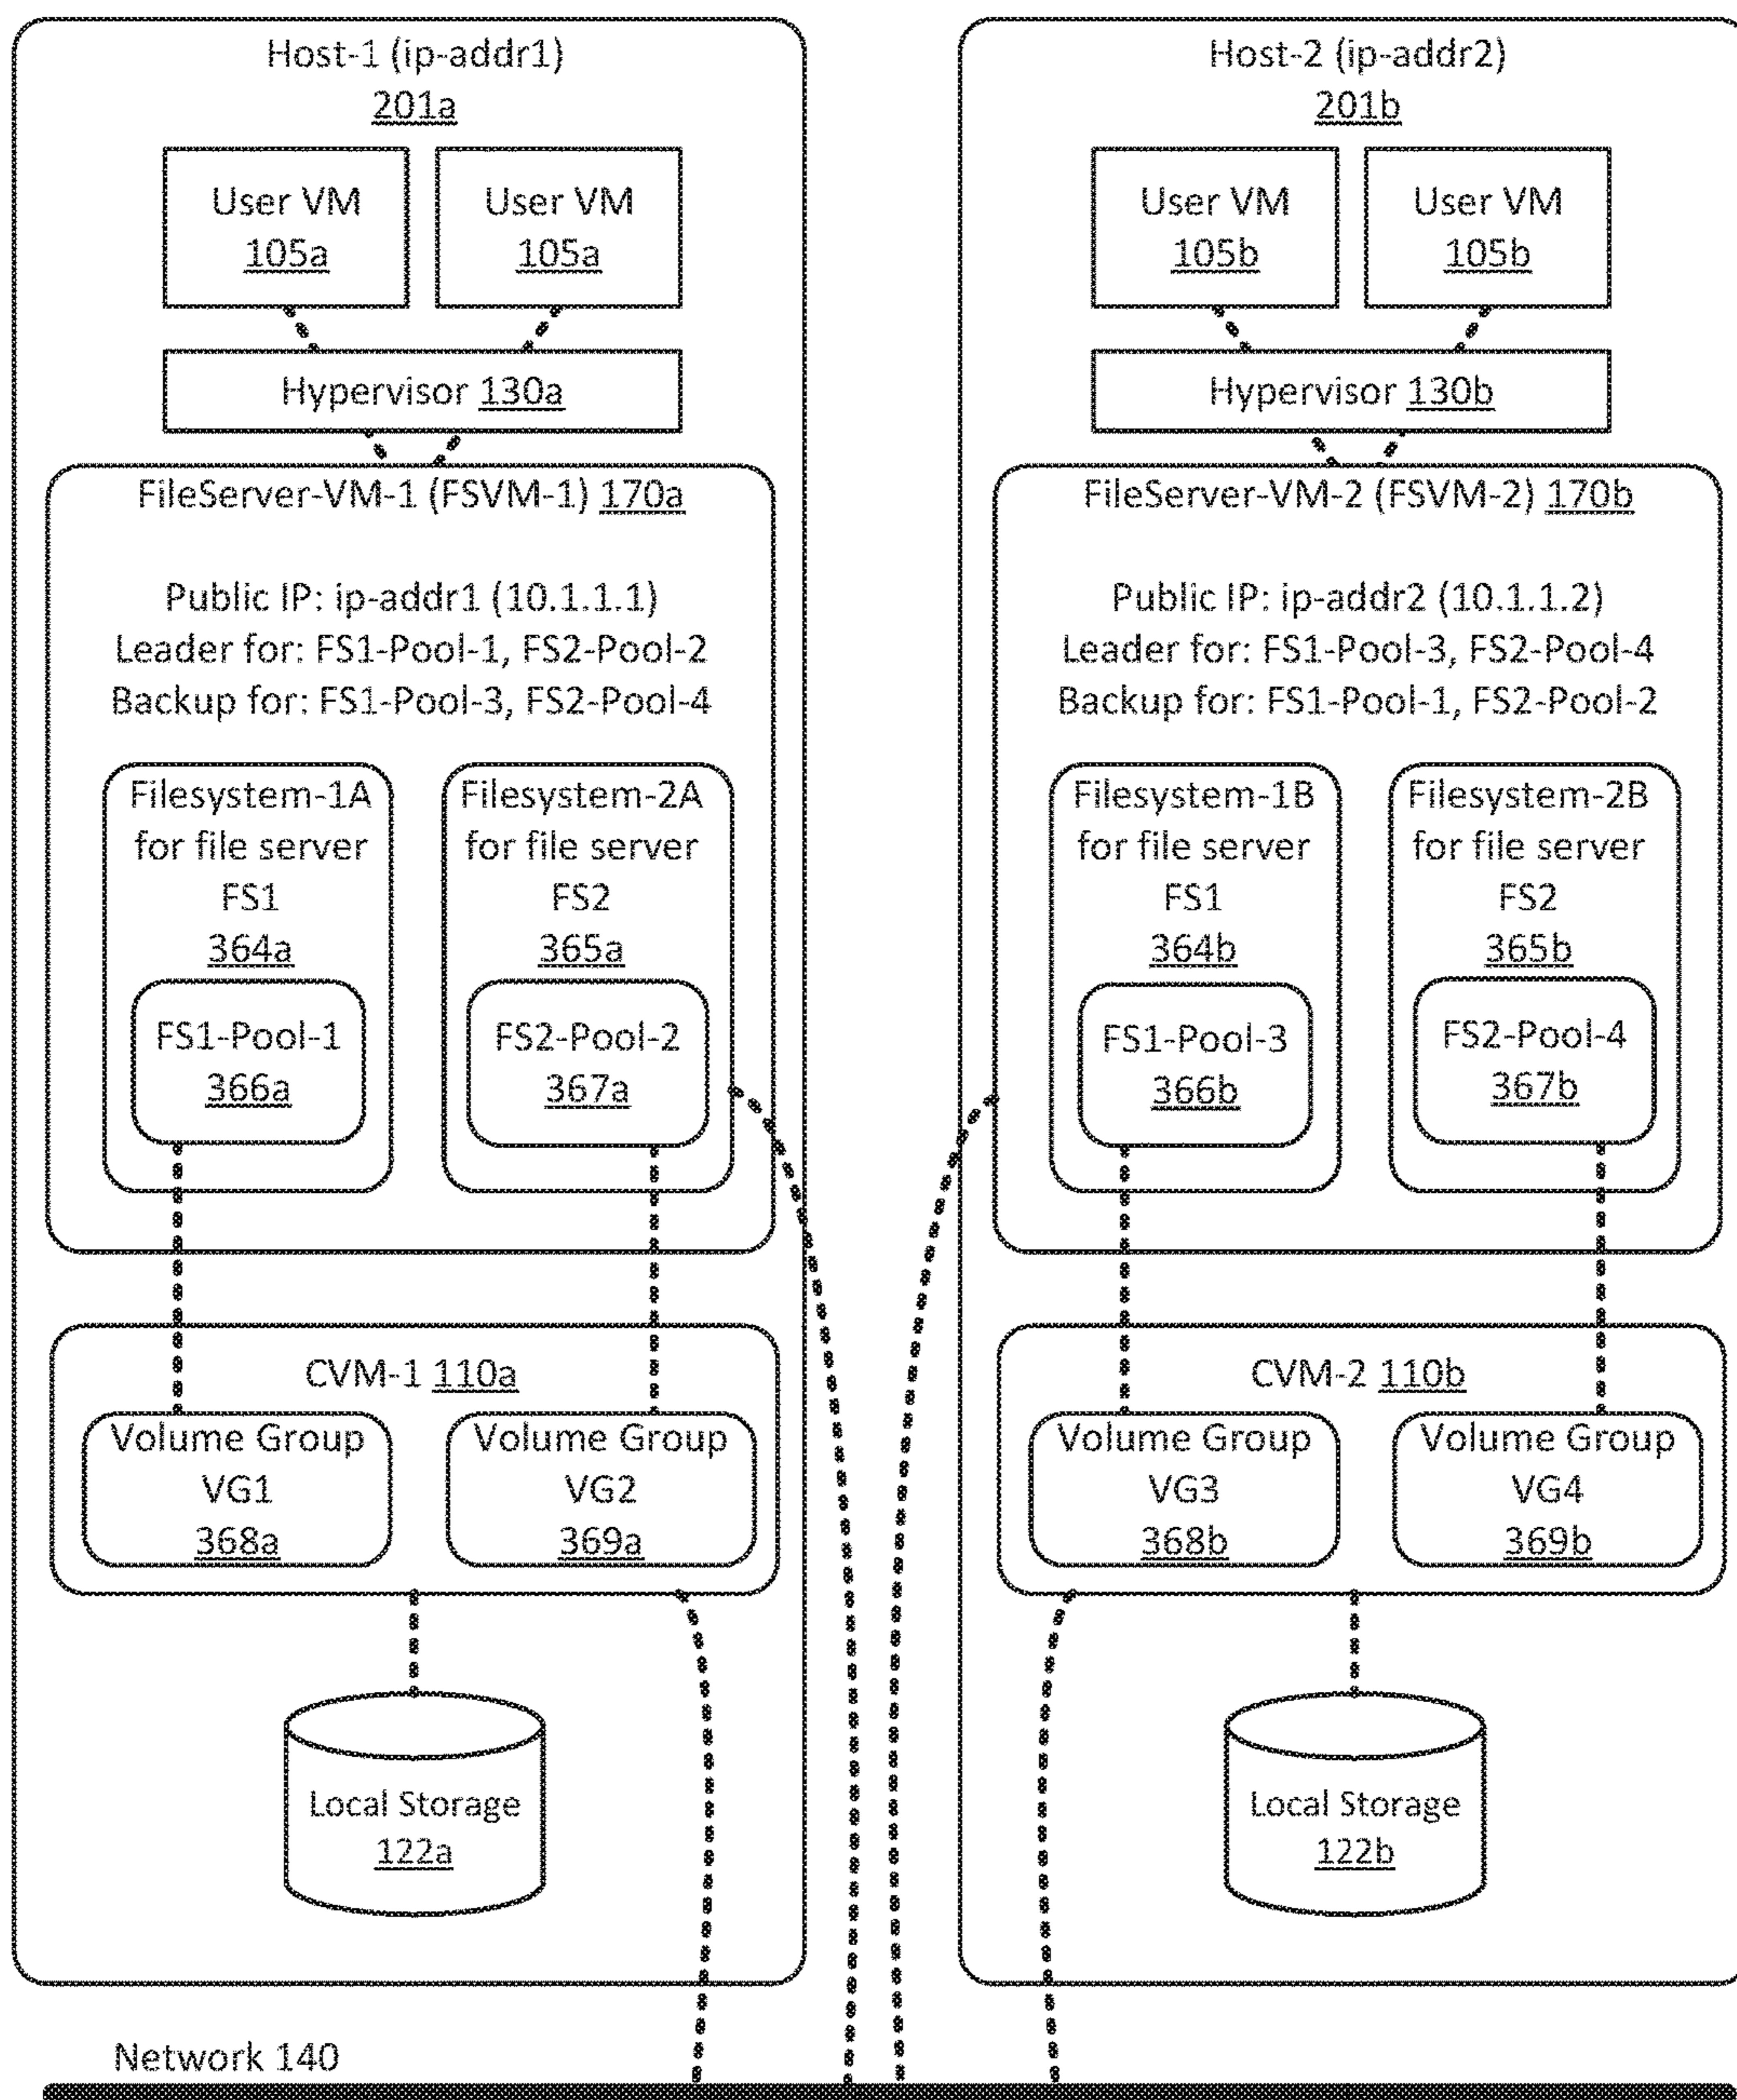 Host-1 (ip-addr1)
201a
User VM
105a
User VM
105a
Hypervisor 130a
FileServer-VM-1 (FSVM-1) 170a
Public IP: ip-addr1 (10.1.1.1)
Leader for: FS1-Pool-1, FS2-Pool-2
Backup for: FS1-Pool-3, FS2-Pool-4
Filesystem-1A
for file server
FS1
364a
FS1-Pool-1
366a
Filesystem-2A
for file server
FS2
365a
FS2-Pool-2
367a
CVM-1 110a
Volume Group
VG1
368a
Volume Group
VG2
369a
Local Storage
122a
Host-2 (ip-addr2)
201b
User VM
105b
User VM
105b
Hypervisor 130b
FileServer-VM-2 (FSVM-2) 170b
Public IP: ip-addr2 (10.1.1.2)
Leader for: FS1-Pool-3, FS2-Pool-4
Backup for: FS1-Pool-1, FS2-Pool-2
Filesystem-1B
for file server
FS1
364b
FS1-Pool-3
366b
Filesystem-2B
for file server
FS2
365b
FS2-Pool-4
367b
CVM-2 110b
Volume Group
VG3
368b
Volume Group
VG4
369b
Local Storage
122b
Network 140